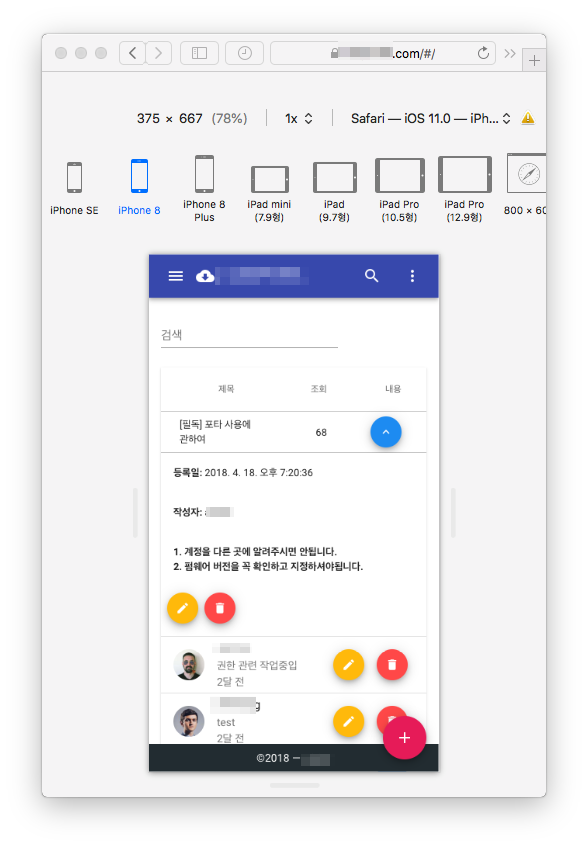 .com/#/
375 × 667 (78%)
1x
Safari — iOS 11.0 — iPh...
iPhone SE
iPhone 8
iPhone 8
Plus
iPad mini
(7.9형)
iPad
(9.7형)
iPad Pro
(10.5형)
iPad Pro
(12.9형)
800 × 60
검색
제목 조회 내용
[필독] 포타 사용에
관하여
68
등록일: 2018. 4. 18. 오후 7:20:36
작성자:
1. 계정을 다른 곳에 알려주시면 안됩니다.
2. 펌웨어 버전을 꼭 확인하고 지정하셔야됩니다.
권한 관련 작업중입
2달 전
g
test
2달 전
©2018 —